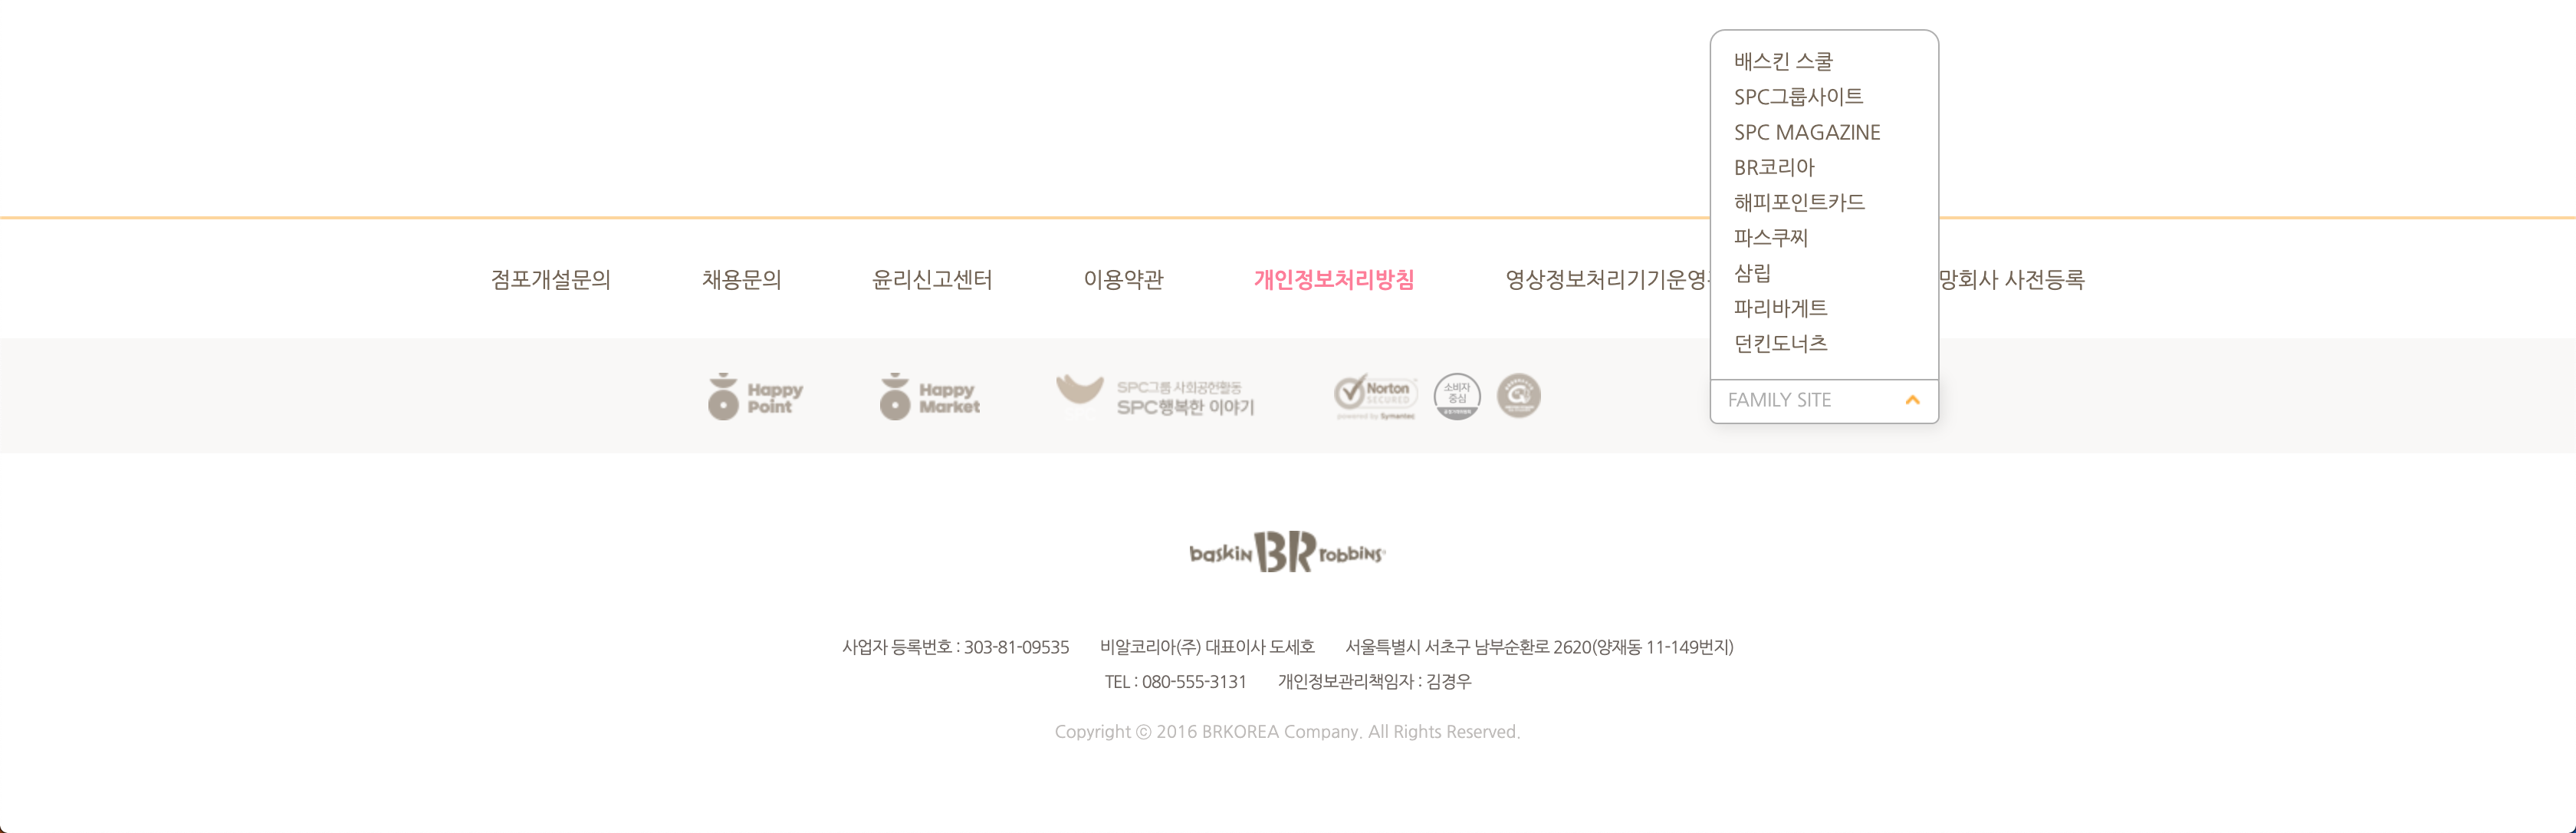 배스킨 스쿨
SPC그룹사이트
SPC MAGAZINE
BR코리아
해피포인트카드
파스쿠찌
삼립
파리바게트
던킨도너츠
FAMILY SITE
점포개설문의 채용문의 윤리신고센터 이용약관 개인정보처리방침 영상정보처리기기운영 망회사 사전등록
Happy Point
Happy Market
SPC그룹 사회공헌활동
SPC행복한 이야기
Norton
SECURED
powered by Symantec
소비자
중심
baskin BR robbins
사업자 등록번호 : 303-81-09535 비알코리아(주) 대표이사 도세호 서울특별시 서초구 남부순환로 2620(양재동 11-149번지)
TEL : 080-555-3131 개인정보관리책임자 : 김경우
Copyright ⓒ 2016 BRKOREA Company. All Rights Reserved.